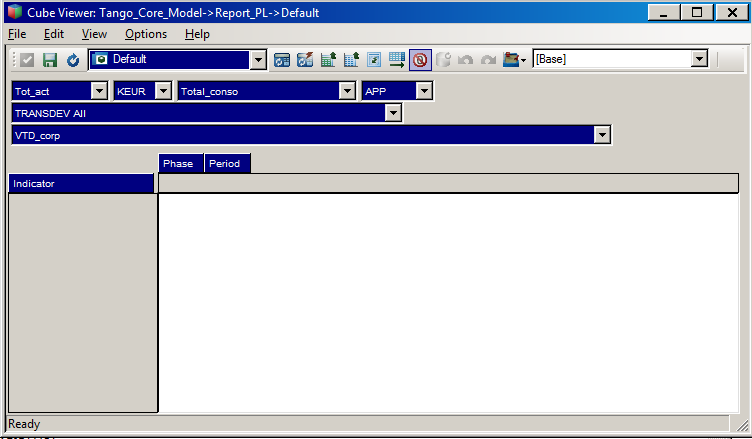 Cube Viewer: Tango_Core_Model->Report_PL->Default
File Edit View Options Help
Default [Base]
Tot_act KEUR Total_conso APP
TRANSDEV All
VTD_corp
Phase Period
Indicator
Ready